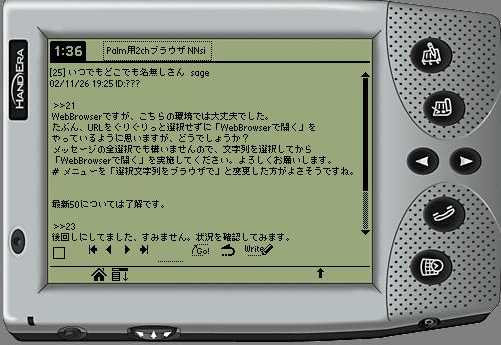 1:36
Palm用2chブラウザ NNsi
HANDERA
[25] いつでもどこでも名無しさん sage
02/11/26 19:25 ID:???
>>21
WebBrowserですが、こちらの環境では大丈夫でした。
たぶん、URLをぐりぐりっと選択せずに「WebBrowserで開く」を
やっているように思いますが、どうでしょうか?
メッセージの全選択でも構いませんので、文字列を選択してから
「WebBrowserで開く」を実施してください。よろしくお願いします。
# メニューを「選択文字列をブラウザで」と変更した方がよさそうですね。
最新50については了解です。
>>23
後回しにしてました、すみません。状況を確認してみます。
Go!
Write